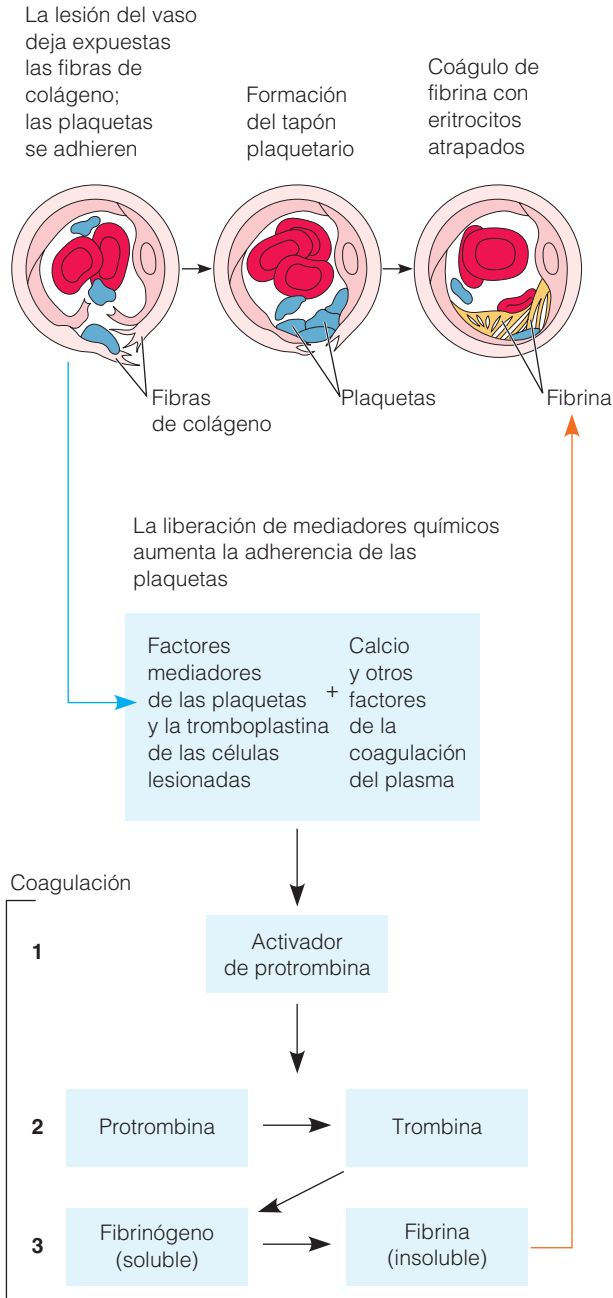 La lesión del vaso
deja expuestas
las fibras de
colágeno;
las plaquetas
se adhieren
Formación
del tapón
plaquetario
Coágulo de
fibrina con
eritrocitos
atrapados
Fibras
de colágeno
Plaquetas
Fibrina
La liberación de mediadores químicos
aumenta la adherencia de las
plaquetas
Factores
mediadores
de las plaquetas
y la tromboplastina
de las células
lesionadas
+
Calcio
y otros
factores
de la
coagulación
del plasma
Coagulación
1
Activador
de protrombina
2
Protrombina
Trombina
3
Fibrinógeno
(soluble)
Fibrina
(insoluble)